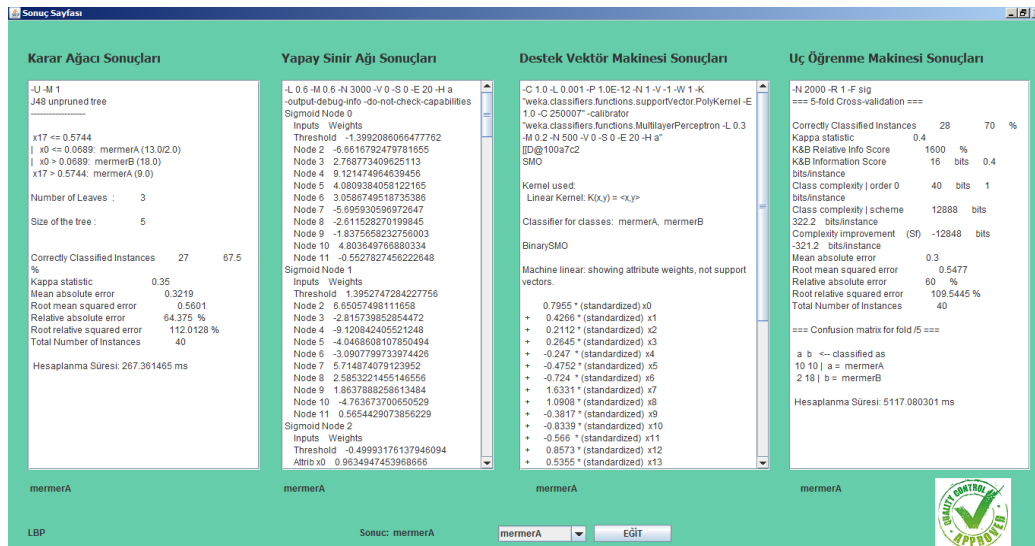 Sonuç Sayfası
Karar Ağacı Sonuçları
-U -M 1
J48 unpruned tree
------------------
x17 <= 0.5744
|   x0 <= 0.0689: mermerA (13.0/2.0)
|   x0 > 0.0689: mermerB (18.0)
x17 > 0.5744: mermerA (9.0)
Number of Leaves  :     3
Size of the tree :     5
Correctly Classified Instances     27     67.5
%
Kappa statistic     0.35
Mean absolute error     0.3219
Root mean squared error     0.5601
Relative absolute error     64.375 %
Root relative squared error     112.0128 %
Total Number of Instances     40
Hesaplanma Süresi: 267.361465 ms
mermerA
Yapay Sinir Ağı Sonuçları
-L 0.6 -M 0.6 -N 3000 -V 0 -S 0 -E 20 -H a
-output-debug-info -do-not-check-capabilities
Sigmoid Node 0
Inputs    Weights
Threshold    -1.3992086066477762
Node 2    -6.6616792479781655
Node 3    2.768773409625113
Node 4    9.121474964639456
Node 5    4.0809384058122165
Node 6    3.0586749518735386
Node 7    -5.695930596972647
Node 8    -2.611528270199845
Node 9    -1.8375658232756003
Node 10    4.803649766880334
Node 11    -0.5527827456222648
Sigmoid Node 1
Inputs    Weights
Threshold    1.3952747284227756
Node 2    6.65057498111658
Node 3    -2.815739852854472
Node 4    -9.120842405521248
Node 5    -4.0468608107850494
Node 6    -3.0907799733974426
Node 7    5.714874079123952
Node 8    2.5853221455146556
Node 9    1.8637888258613484
Node 10    -4.763673700650529
Node 11    0.5654429073856229
Sigmoid Node 2
Inputs    Weights
Threshold    -0.49993176137946094
Attrib x0    0.9634947453968666
mermerA
Destek Vektör Makinesi Sonuçları
-C 1.0 -L 0.001 -P 1.0E-12 -N 1 -V -1 -W 1 -K
"weka.classifiers.functions.supportVector.PolyKernel -E
1.0 -C 250007" -calibrator
"weka.classifiers.functions.MultilayerPerceptron -L 0.3
-M 0.2 -N 500 -V 0 -S 0 -E 20 -H a"
[[D@100a7c2
SMO
Kernel used:
Linear Kernel: K(x,y) = <x,y>
Classifier for classes: mermerA, mermerB
BinarySMO
Machine linear: showing attribute weights, not support
vectors.
0.7955 * (standardized) x0
+     0.4266 * (standardized) x1
+     0.2112 * (standardized) x2
+     0.2645 * (standardized) x3
+     -0.247  * (standardized) x4
+     -0.4752 * (standardized) x5
+     -0.724  * (standardized) x6
+     1.6331 * (standardized) x7
+     1.0908 * (standardized) x8
+     -0.3817 * (standardized) x9
+     -0.8339 * (standardized) x10
+     -0.566  * (standardized) x11
+     0.8573 * (standardized) x12
+     0.5355 * (standardized) x13
mermerA
Uç Öğrenme Makinesi Sonuçları
-N 2000 -R 1 -F sig
=== 5-fold Cross-validation ===
Correctly Classified Instances     28     70     %
Kappa statistic     0.4
K&B Relative Info Score     1600     %
K&B Information Score     16     bits     0.4
bits/instance
Class complexity | order 0     40     bits     1
bits/instance
Class complexity | scheme     12888     bits
322.2     bits/instance
Complexity improvement     (Sf)     -12848     bits
-321.2     bits/instance
Mean absolute error     0.3
Root mean squared error     0.5477
Relative absolute error     60     %
Root relative squared error     109.5445 %
Total Number of Instances     40
=== Confusion matrix for fold /5 ===
a  b   <-- classified as
10 10 |  a = mermerA
2 18 |  b = mermerB
Hesaplanma Süresi: 5117.080301 ms
mermerA
QUALITY CONTROL
APPROVED
LBP
Sonuc: mermerA
mermerA
EĞİT